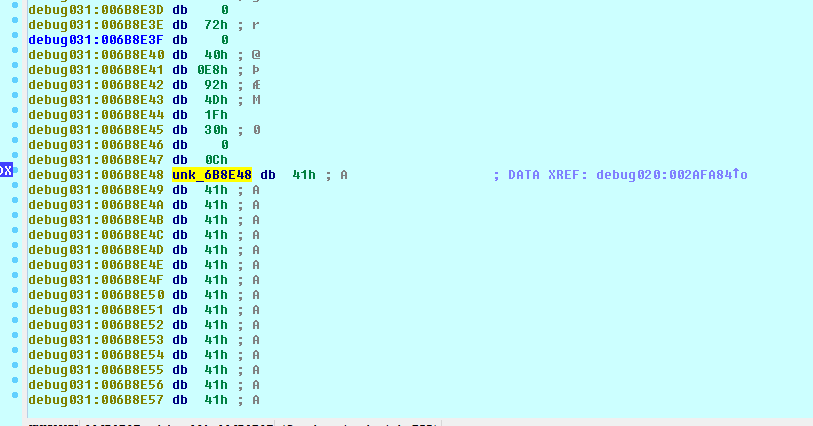 debug031:006B8E3D db 0
debug031:006B8E3E db 72h ; r
debug031:006B8E3F db 0
debug031:006B8E40 db 40h ; @
debug031:006B8E41 db 0E8h ; Þ
debug031:006B8E42 db 92h ; Æ
debug031:006B8E43 db 4Dh ; M
debug031:006B8E44 db 1Fh
debug031:006B8E45 db 30h ; 0
debug031:006B8E46 db 0
debug031:006B8E47 db 0Ch
DX debug031:006B8E48 unk_6B8E48 db 41h ; A ; DATA XREF: debug020:002AFA84↑o
debug031:006B8E49 db 41h ; A
debug031:006B8E4A db 41h ; A
debug031:006B8E4B db 41h ; A
debug031:006B8E4C db 41h ; A
debug031:006B8E4D db 41h ; A
debug031:006B8E4E db 41h ; A
debug031:006B8E4F db 41h ; A
debug031:006B8E50 db 41h ; A
debug031:006B8E51 db 41h ; A
debug031:006B8E52 db 41h ; A
debug031:006B8E53 db 41h ; A
debug031:006B8E54 db 41h ; A
debug031:006B8E55 db 41h ; A
debug031:006B8E56 db 41h ; A
debug031:006B8E57 db 41h ; A